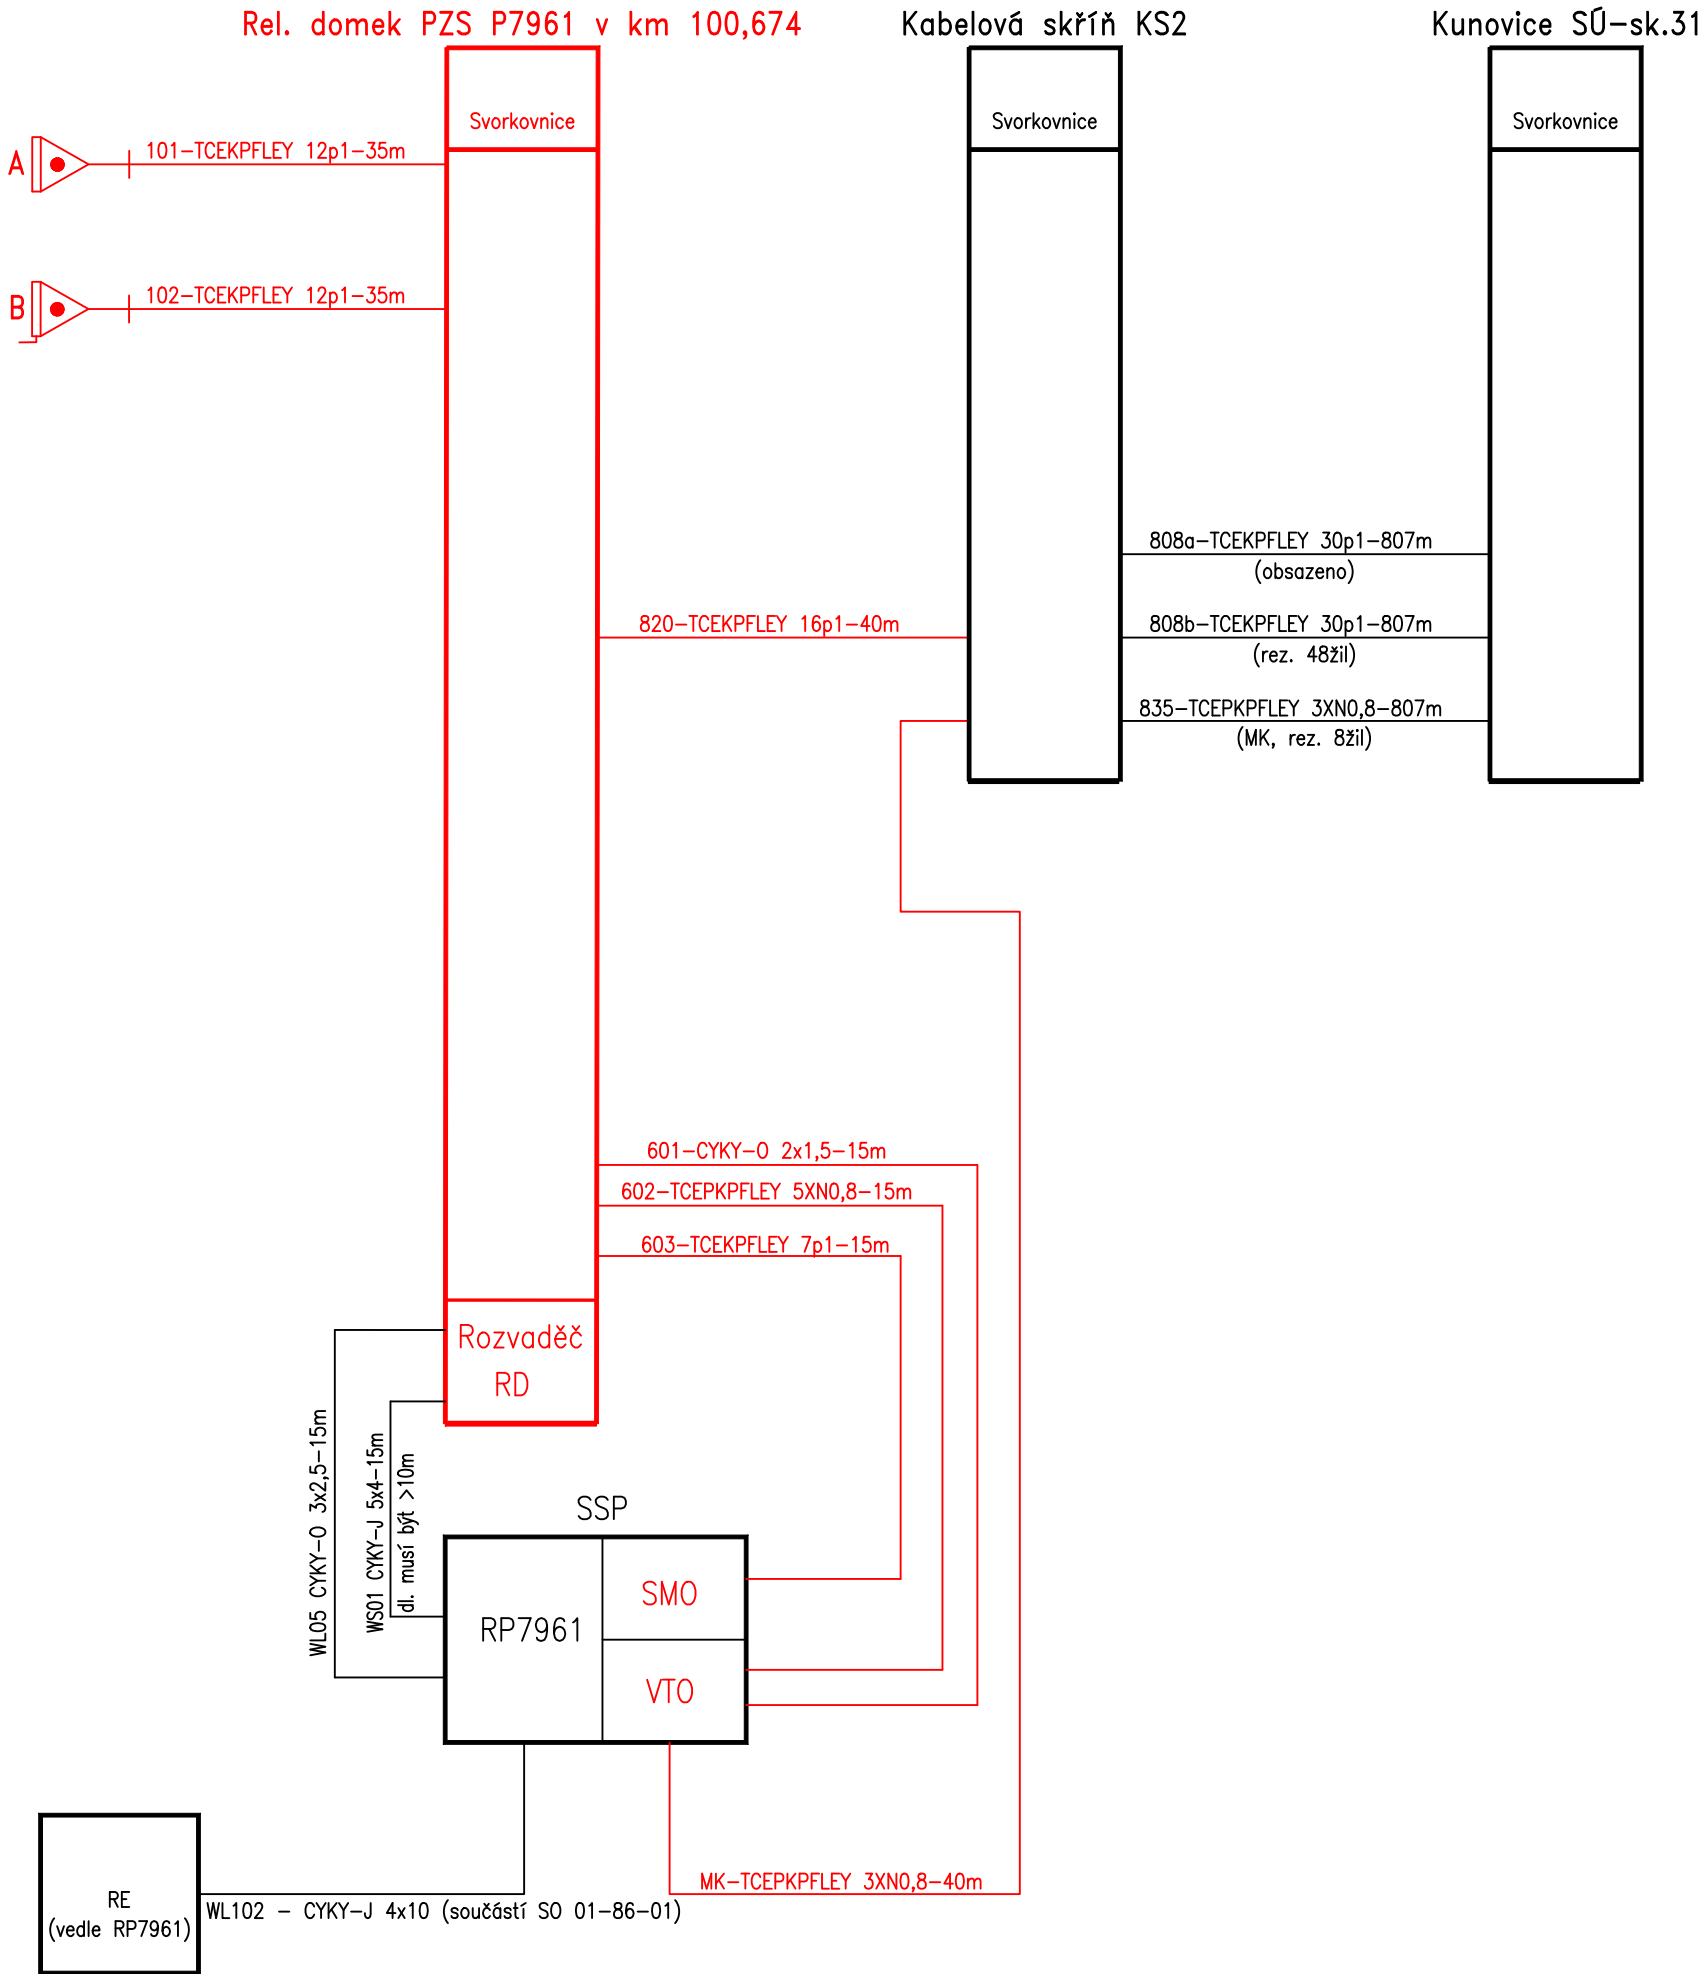 Rel. domek PZS P7961 v km 100,674
Kabelová skříň KS2
Kunovice SÚ-sk.31
Svorkovnice
Svorkovnice
Svorkovnice
A
101-TCEKPFLEY 12p1-35m
B
102-TCEKPFLEY 12p1-35m
808a-TCEKPFLEY 30p1-807m
(obsazeno)
820-TCEKPFLEY 16p1-40m
808b-TCEKPFLEY 30p1-807m
(rez. 48žil)
835-TCEPKPFLEY 3XN0,8-807m
(MK, rez. 8žil)
601-CYKY-O 2x1,5-15m
602-TCEPKPFLEY 5XN0,8-15m
603-TCEKPFLEY 7p1-15m
Rozvaděč
RD
WL05 CYKY-O 3x2,5-15m
WS01 CYKY-J 5x4-15m
dl. musí být >10m
SSP
RP7961
SMO
VTO
MK-TCEPKPFLEY 3XN0,8-40m
RE
(vedle RP7961)
WL102 - CYKY-J 4x10 (součástí SO 01-86-01)